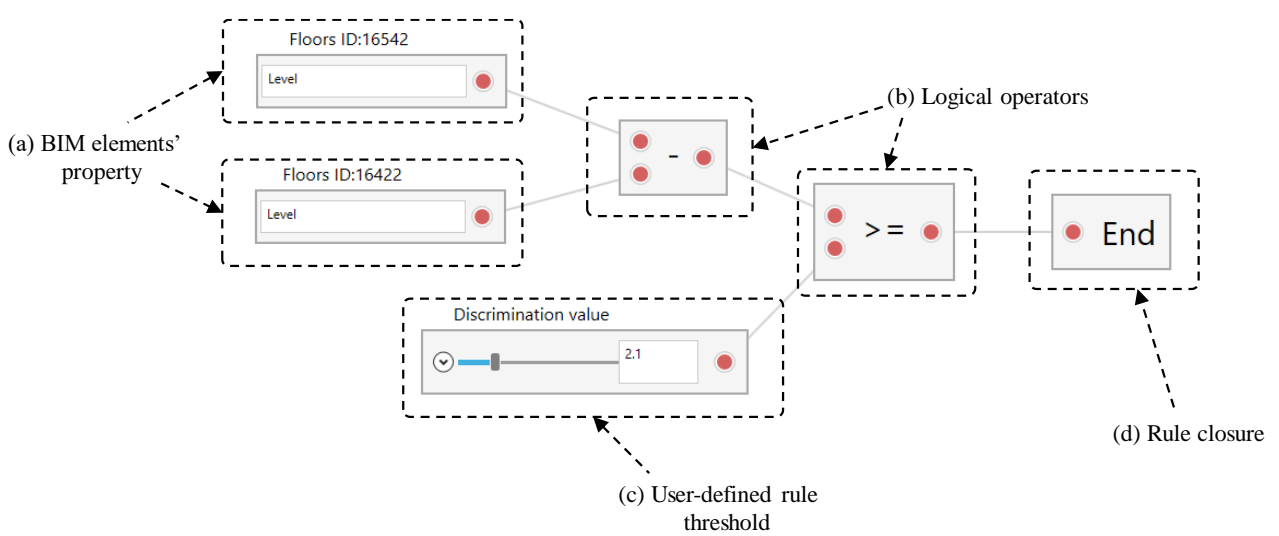 Floors ID:16542
Level
(b) Logical operators
(a) BIM elements’
property
-
Floors ID:16422
Level
>=
End
Discrimination value
2.1
(d) Rule closure
(c) User-defined rule
threshold